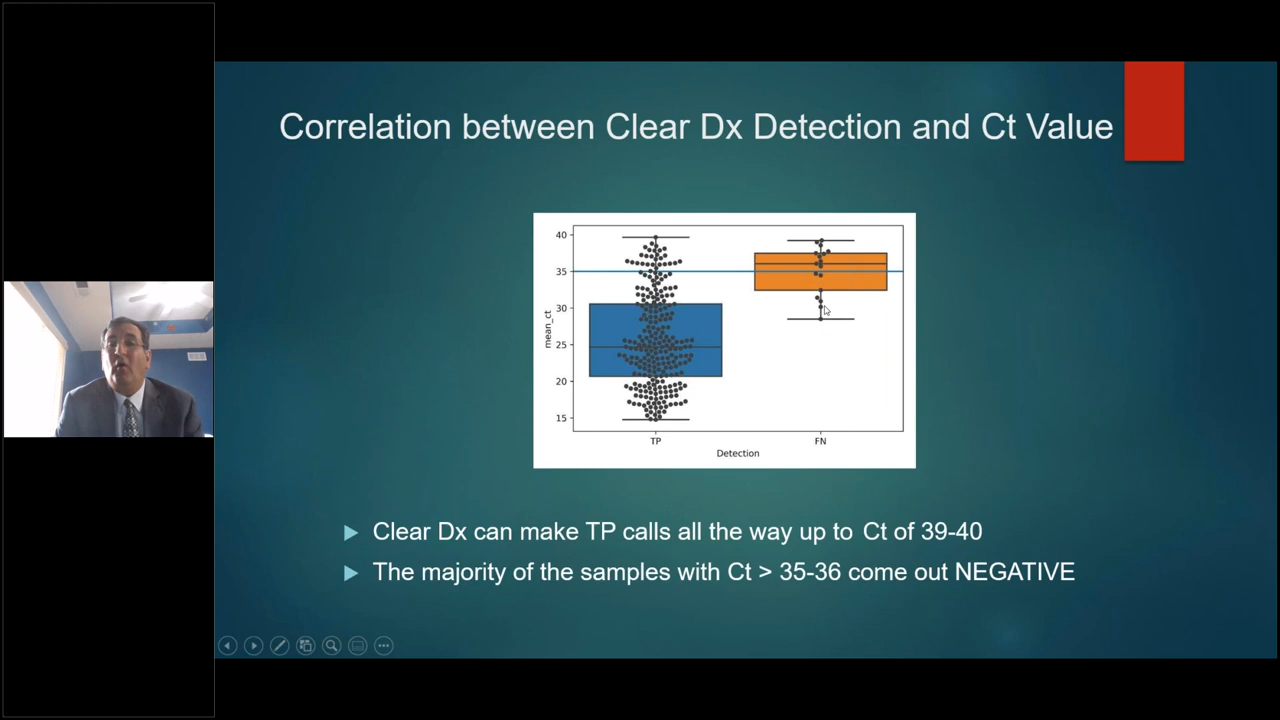 Correlation between Clear Dx Detection and Ct Value
40
35
30
25
20
15
mean_ct
TP
FN
Detection
Clear Dx can make TP calls all the way up to Ct of 39-40
The majority of the samples with Ct > 35-36 come out NEGATIVE